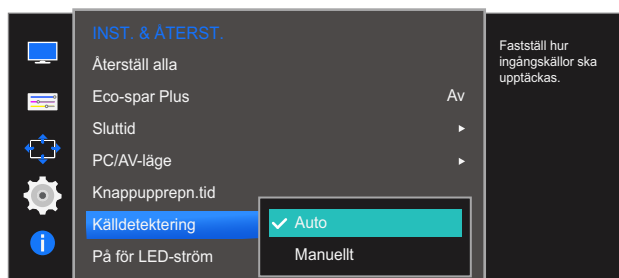 INST. & ÅTERST.
Återställ alla
Eco-spar Plus Av
Sluttid
PC/AV-läge
Knappupprepn.tid
Källdetektering
Auto
På för LED-ström
Manuellt
Fastställ hur
ingångskällor ska
upptäckas.